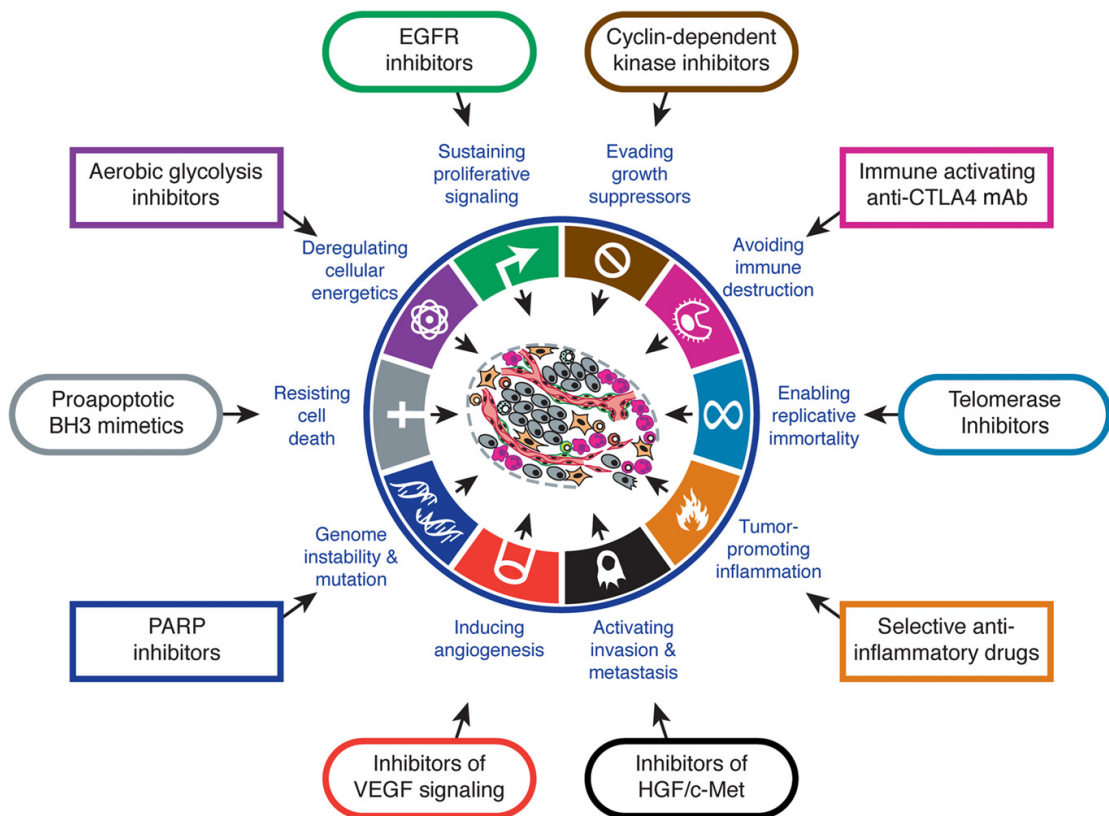 EGFR
inhibitors
Cyclin-dependent
kinase inhibitors
Sustaining
proliferative
signaling
Evading
growth
suppressors
Aerobic glycolysis
inhibitors
Immune activating
anti-CTLA4 mAb
Deregulating
cellular
energetics
Avoiding
immune
destruction
Proapoptotic
BH3 mimetics
Resisting
cell
death
Enabling
replicative
immortality
Telomerase
Inhibitors
Genome
instability &
mutation
Tumor-
promoting
inflammation
PARP
inhibitors
Inducing
angiogenesis
Activating
invasion &
metastasis
Selective anti-
inflammatory drugs
Inhibitors of
VEGF signaling
Inhibitors of
HGF/c-Met